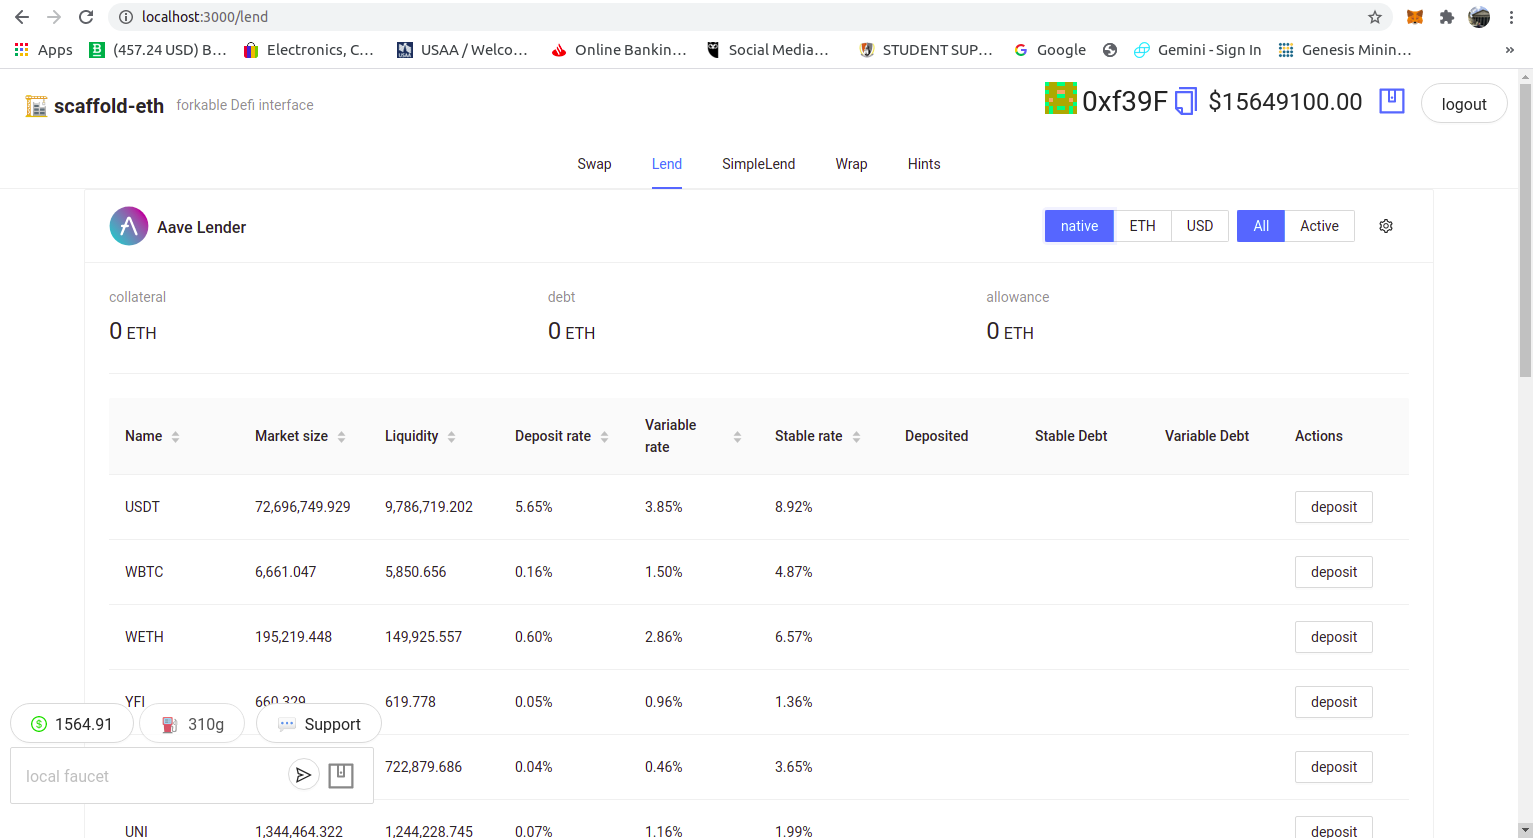 localhost:3000/lend
Apps (457.24 USD) B... Electronics, C... USAA / Welco... Online Bankin... Social Media... STUDENT SUP... Google Gemini - Sign In Genesis Minin... »
scaffold-eth forkable Defi interface 0xf39F $15649100.00 logout
Swap Lend SimpleLend Wrap Hints
Aave Lender native ETH USD All Active
collateral debt allowance
0 ETH 0 ETH 0 ETH
Name Market size Liquidity Deposit rate Variable rate Stable rate Deposited Stable Debt Variable Debt Actions
USDT 72,696,749.929 9,786,719.202 5.65% 3.85% 8.92% deposit
WBTC 6,661.047 5,850.656 0.16% 1.50% 4.87% deposit
WETH 195,219.448 149,925.557 0.60% 2.86% 6.57% deposit
YFI 660.329 619.778 0.05% 0.96% 1.36% deposit
1564.91 310g Support
722,879.686 0.04% 0.46% 3.65% deposit
local faucet
UNI 1,344,464.322 1,244,228.745 0.07% 1.16% 1.99% deposit